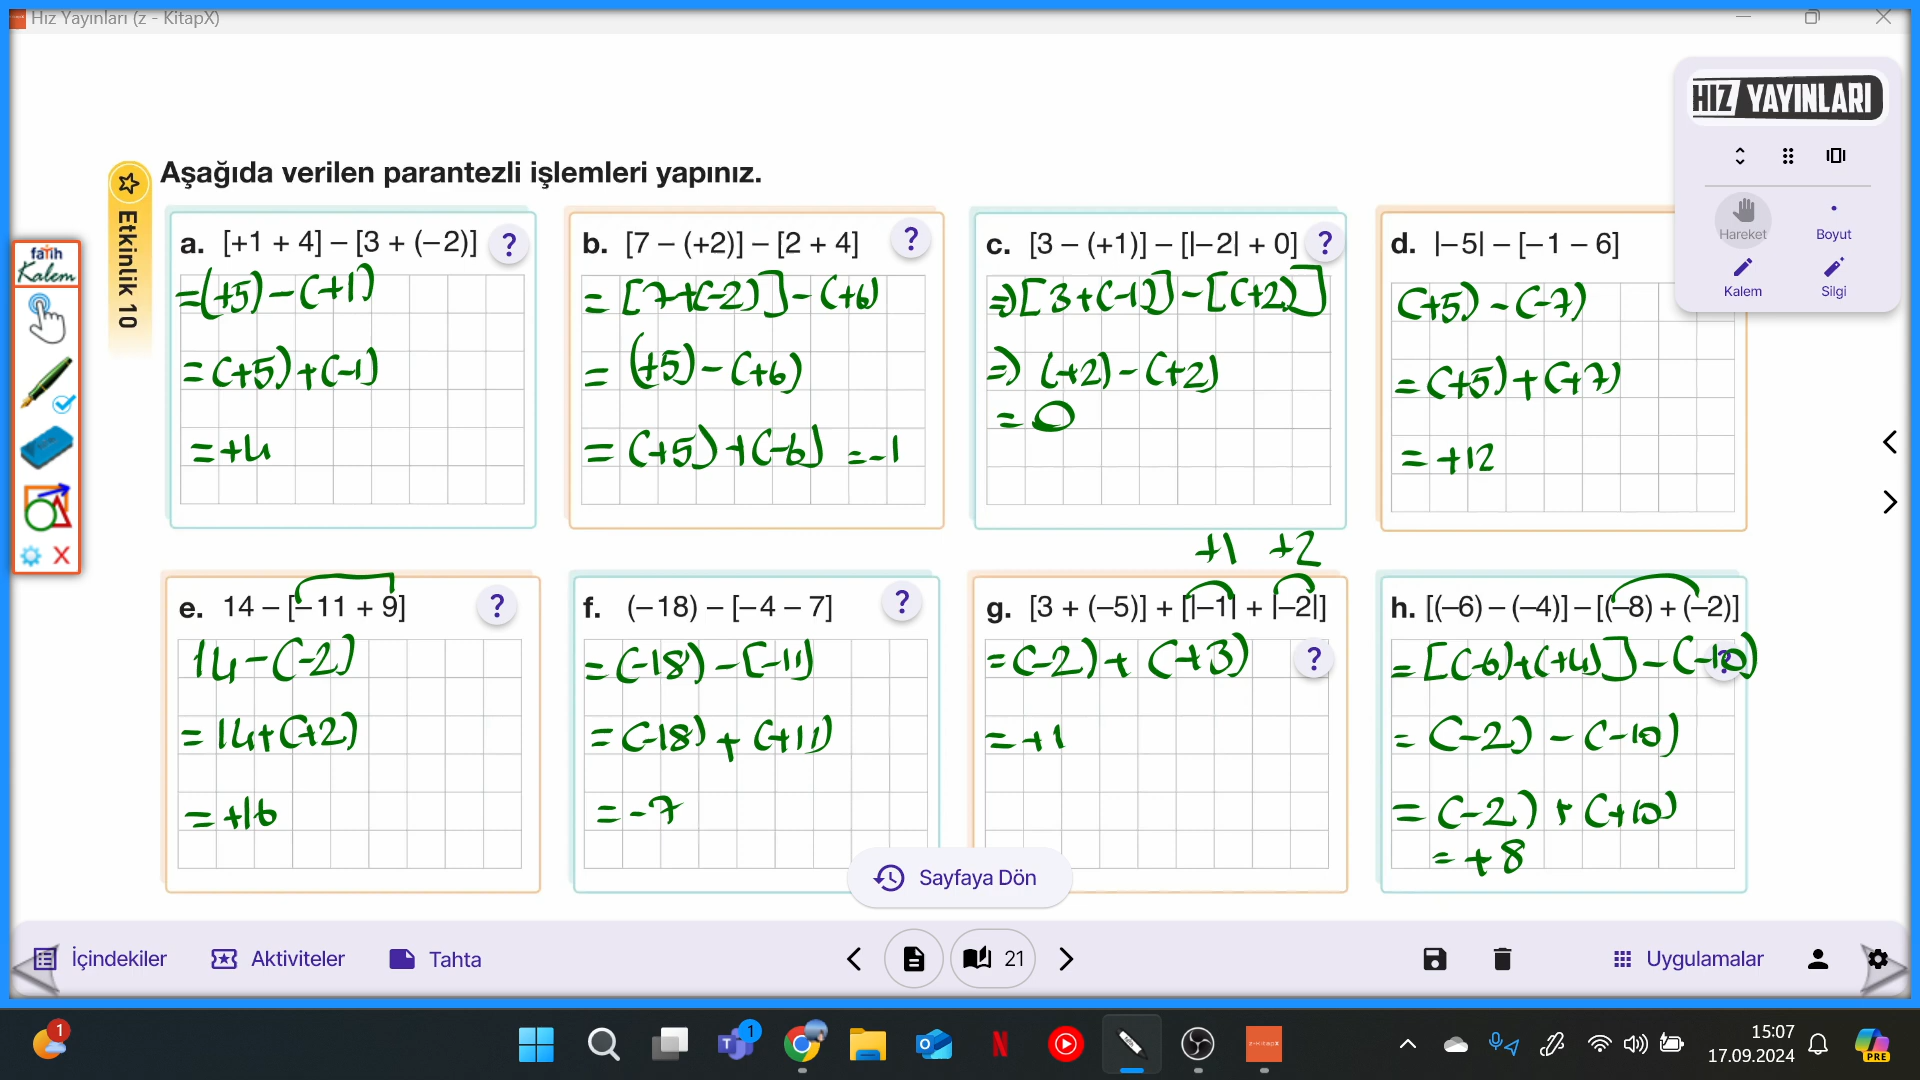 Hız Yayınları (z - KitapX)
HIZ YAYINLARI
Hareket
Boyut
Kalem
Silgi
fatih
Kalem
Etkinlik 10
Aşağıda verilen parantezli işlemleri yapınız.
a. [+1 + 4] – [3 + (–2)] ?
=(+5)-(+1)
=(+5)+(-1)
=+4
b. [7 – (+2)] – [2 + 4] ?
=[7+(-2)]-(+6)
= (+5)-(+6)
= (+5)+(-6) =-1
c. [3 – (+1)] – [|–2| + 0] ?
=>[3+(-1)]-[(+2)]
=> (+2)-(+2)
= 0
d. |–5| – [–1 – 6]
(+5)-(-7)
=(+5)+(+7)
= +12
e. 14 – [–11 + 9] ?
14-(-2)
=14+(+2)
=+16
f. (–18) – [–4 – 7] ?
=(-18)-[-11)
=(-18)+(+11)
=-7
+1 +2
g. [3 + (–5)] + [|–1| + |–2|]
=(-2)+(+3) ?
=+1
h. [(–6) – (–4)] – [(–8) + (–2)]
=[(-6)+(+4)]-(-10) ?
=(-2)-(-10)
=(-2)+(+10)
=+8
Sayfaya Dön
İçindekiler
Aktiviteler
Tahta
21
Uygulamalar
1
1
15:07
17.09.2024
PRE